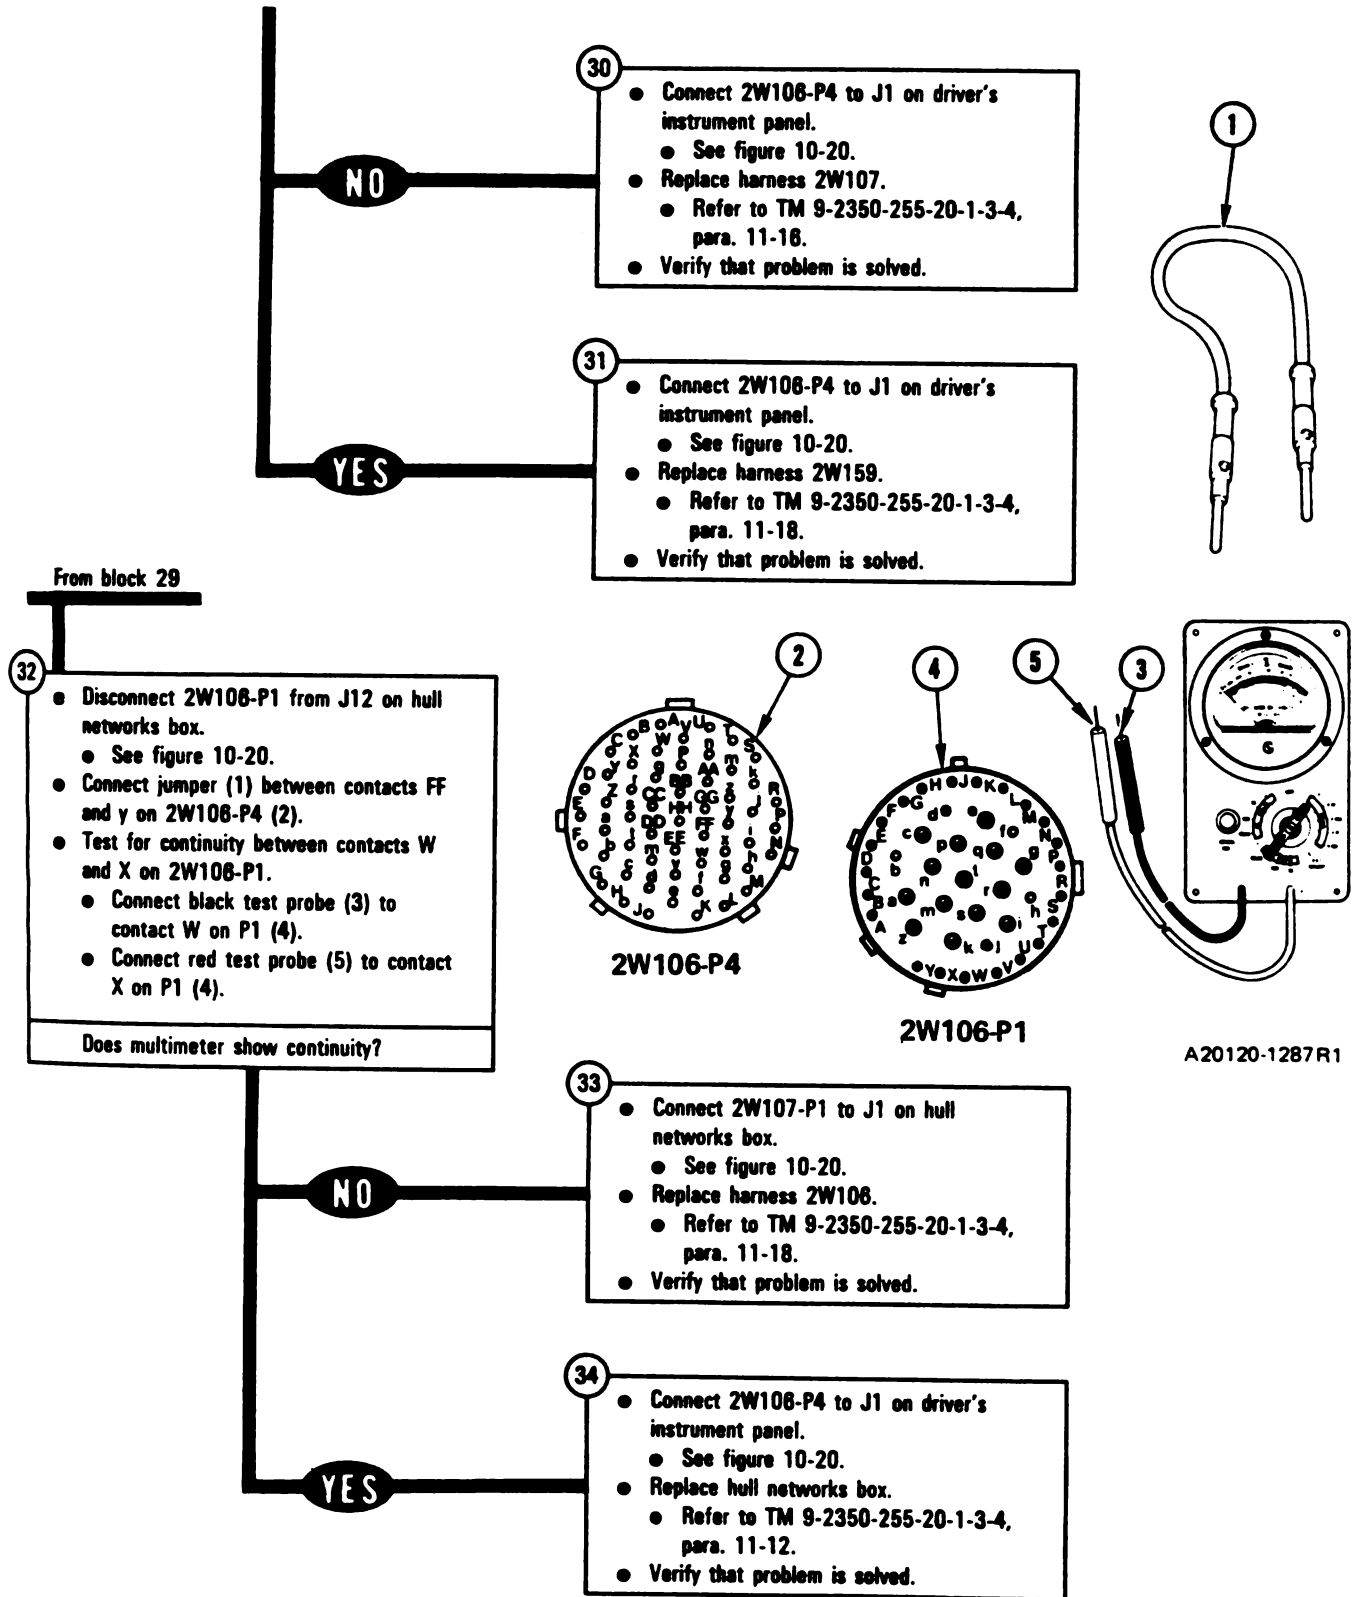 30
● Connect 2W106-P4 to J1 on driver's
instrument panel.
● See figure 10-20.
● Replace harness 2W107.
● Refer to TM 9-2350-255-20-1-3-4,
para. 11-16.
● Verify that problem is solved.
NO
1
31
● Connect 2W106-P4 to J1 on driver's
instrument panel.
● See figure 10-20.
● Replace harness 2W159.
● Refer to TM 9-2350-255-20-1-3-4,
para. 11-18.
● Verify that problem is solved.
YES
From block 29
32
● Disconnect 2W106-P1 from J12 on hull
networks box.
● See figure 10-20.
● Connect jumper (1) between contacts FF
and y on 2W106-P4 (2).
● Test for continuity between contacts W
and X on 2W106-P1.
● Connect black test probe (3) to
contact W on P1 (4).
● Connect red test probe (5) to contact
X on P1 (4).
Does multimeter show continuity?
2
4
5
3
2W106-P4
2W106-P1
A20120-1287R1
33
● Connect 2W107-P1 to J1 on hull
networks box.
● See figure 10-20.
● Replace harness 2W106.
● Refer to TM 9-2350-255-20-1-3-4,
para. 11-18.
● Verify that problem is solved.
NO
34
● Connect 2W106-P4 to J1 on driver's
instrument panel.
● See figure 10-20.
● Replace hull networks box.
● Refer to TM 9-2350-255-20-1-3-4,
para. 11-12.
● Verify that problem is solved.
YES